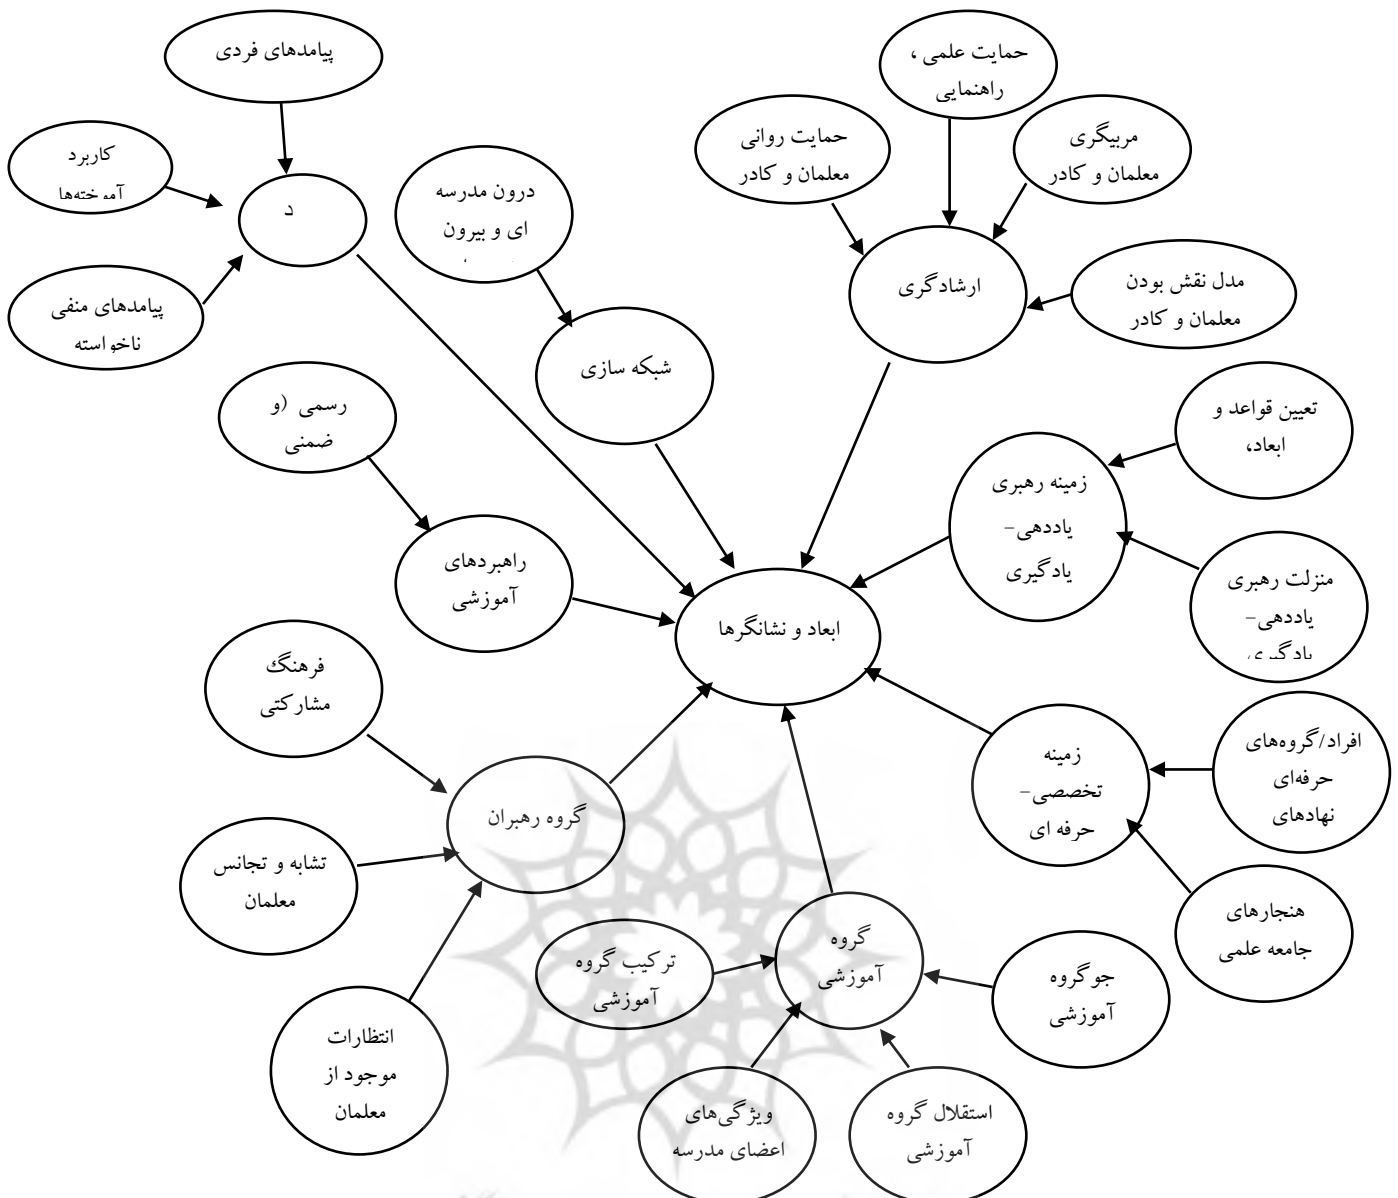 پیامدهای فردی
حمایت علمی ،
راهنمایی
حمایت روانی
معلمان و کادر
مربیگری
معلمان و کادر
کاربرد
آموخته‌ها
د
درون مدرسه
ای و بیرون
ارشادگری
مدل نقش بودن
معلمان و کادر
پیامدهای منفی
ناخواسته
شبکه سازی
رسمی (و
ضمنی
تعیین قواعد و
ابعاد،
زمینه رهبری
یاددهی-
یادگیری
راهبردهای
آموزشی
منزلت رهبری
یاددهی-
یادگیری
ابعاد و نشانگرها
فرهنگ
مشارکتی
افراد/گروه‌های
حرفه‌ای
نهادهای
زمینه
تخصصی-
حرفه ای
گروه رهبران
تشابه و تجانس
معلمان
هنجارهای
جامعه علمی
گروه
آموزشی
ترکیب گروه
آموزشی
جو گروه
آموزشی
انتظارات
موجود از
معلمان
ویژگی‌های
اعضای مدرسه
استقلال گروه
آموزشی